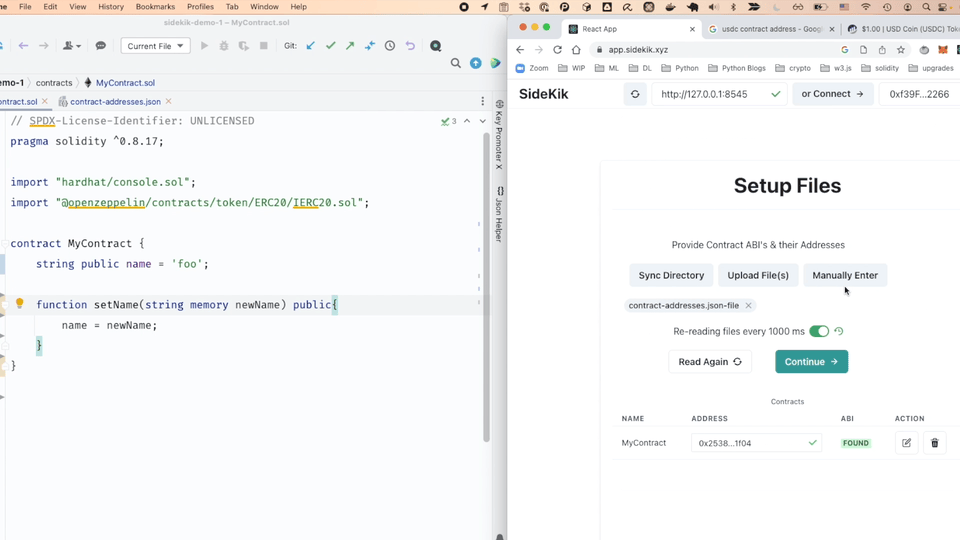 File Edit View History Bookmarks Profiles Tab Window Help
sidekik-demo-1 – MyContract.sol
Current File
Git:
emo-1 › contracts › MyContract.sol
ontract.sol × contract-addresses.json ×
// SPDX-License-Identifier: UNLICENSED
3
pragma solidity ^0.8.17;
import "hardhat/console.sol";
import "@openzeppelin/contracts/token/ERC20/IERC20.sol";
contract MyContract {
string public name = 'foo';
function setName(string memory newName) public{
name = newName;
}
}
Key Promoter X
{} Json Helper
React App
usdc contract address - Goog
$1.00 | USD Coin (USDC) Tok
app.sidekik.xyz
Zoom WIP ML DL Python Python Blogs crypto w3.js solidity upgrades
SideKik
http://127.0.0.1:8545
or Connect →
0xf39F...2266
Setup Files
Provide Contract ABI's & their Addresses
Sync Directory Upload File(s) Manually Enter
contract-addresses.json-file ×
Re-reading files every 1000 ms
Read Again Continue →
Contracts
NAME ADDRESS ABI ACTION
MyContract 0x2538...1f04 FOUND